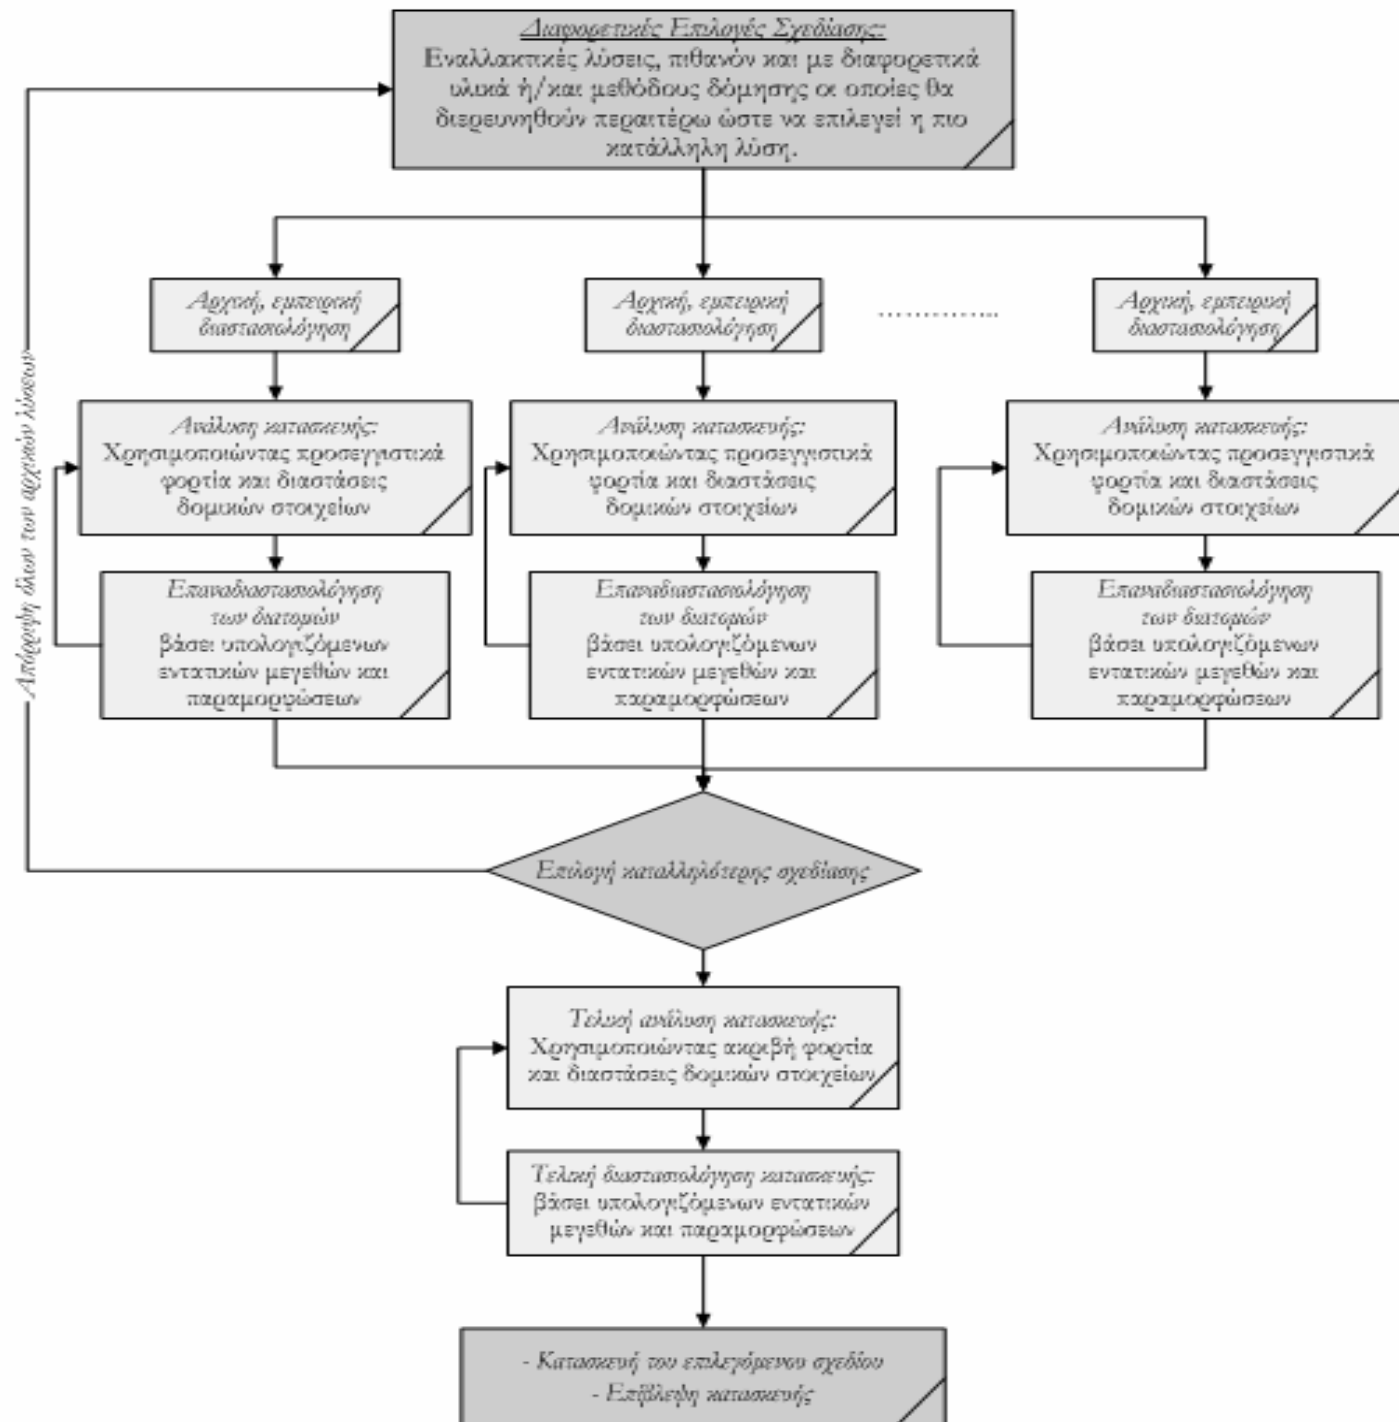 Διαφορετικές Επιλογές Σχεδίασης:
Εναλλακτικές λύσεις, πιθανόν και με διαφορετικά
υλικά ή/και μεθόδους δόμησης οι οποίες θα
διερευνηθούν περαιτέρω ώστε να επιλεγεί η πιο
κατάλληλη λύση.
Αρχική, εμπειρική
διαστασιολόγηση
Αρχική, εμπειρική
διαστασιολόγηση
..............
Αρχική, εμπειρική
διαστασιολόγηση
Ανάλυση κατασκευής:
Χρησιμοποιώντας προσεγγιστικά
φορτία και διαστάσεις
δομικών στοιχείων
Ανάλυση κατασκευής:
Χρησιμοποιώντας προσεγγιστικά
φορτία και διαστάσεις
δομικών στοιχείων
Ανάλυση κατασκευής:
Χρησιμοποιώντας προσεγγιστικά
φορτία και διαστάσεις
δομικών στοιχείων
Απόρριψη όλων των αρχικών λύσεων
Επαναδιαστασιολόγηση
των διατομών
βάσει υπολογιζόμενων
εντατικών μεγεθών και
παραμορφώσεων
Επαναδιαστασιολόγηση
των διατομών
βάσει υπολογιζόμενων
εντατικών μεγεθών και
παραμορφώσεων
Επαναδιαστασιολόγηση
των διατομών
βάσει υπολογιζόμενων
εντατικών μεγεθών και
παραμορφώσεων
Επιλογή καταλληλότερης σχεδίασης
Τελική ανάλυση κατασκευής:
Χρησιμοποιώντας ακριβή φορτία
και διαστάσεις δομικών στοιχείων
Τελική διαστασιολόγηση κατασκευής:
βάσει υπολογιζόμενων εντατικών
μεγεθών και παραμορφώσεων
- Κατασκευή του επιλεγόμενου σχεδίου
- Επίβλεψη κατασκευής